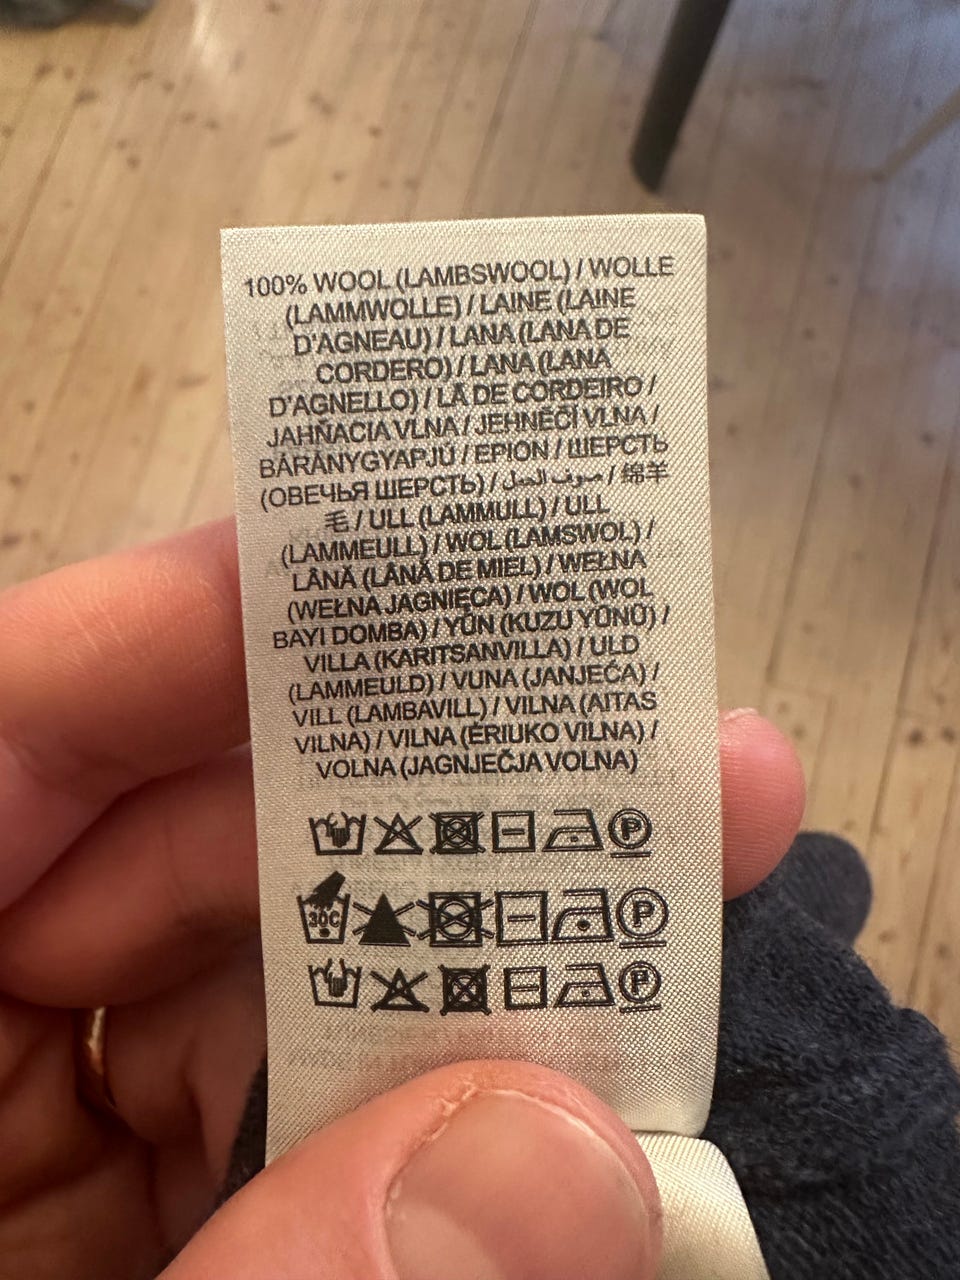 100% WOOL (LAMBSWOOL) / WOLLE
(LAMMWOLLE) / LAINE (LAINE
D'AGNEAU) / LANA (LANA DE
CORDERO) / LANA (LANA
D'AGNELLO) / LÃ DE CORDEIRO /
JAHŇACIA VLNA / JEHNĚČÍ VLNA /
BÁRÁNYGYAPJÚ / EPION / ШЕРСТЬ
(ОВЕЧЬЯ ШЕРСТЬ) / صوف الحمل / 绵羊
毛 / ULL (LAMMULL) / ULL
(LAMMEULL) / WOL (LAMSWOL) /
LÂNĂ (LÂNĂ DE MIEL) / WEŁNA
(WEŁNA JAGNIĘCA) / WOL (WOL
BAYI DOMBA) / YÜN (KUZU YÜNÜ) /
VILLA (KARITSANVILLA) / ULD
(LAMMEULD) / VUNA (JANJEĆA) /
VILL (LAMBAVILL) / VILNA (AITAS
VILNA) / VILNA (ĖRIUKO VILNA) /
VOLNA (JAGNJEČJA VOLNA)
P
30C P
P